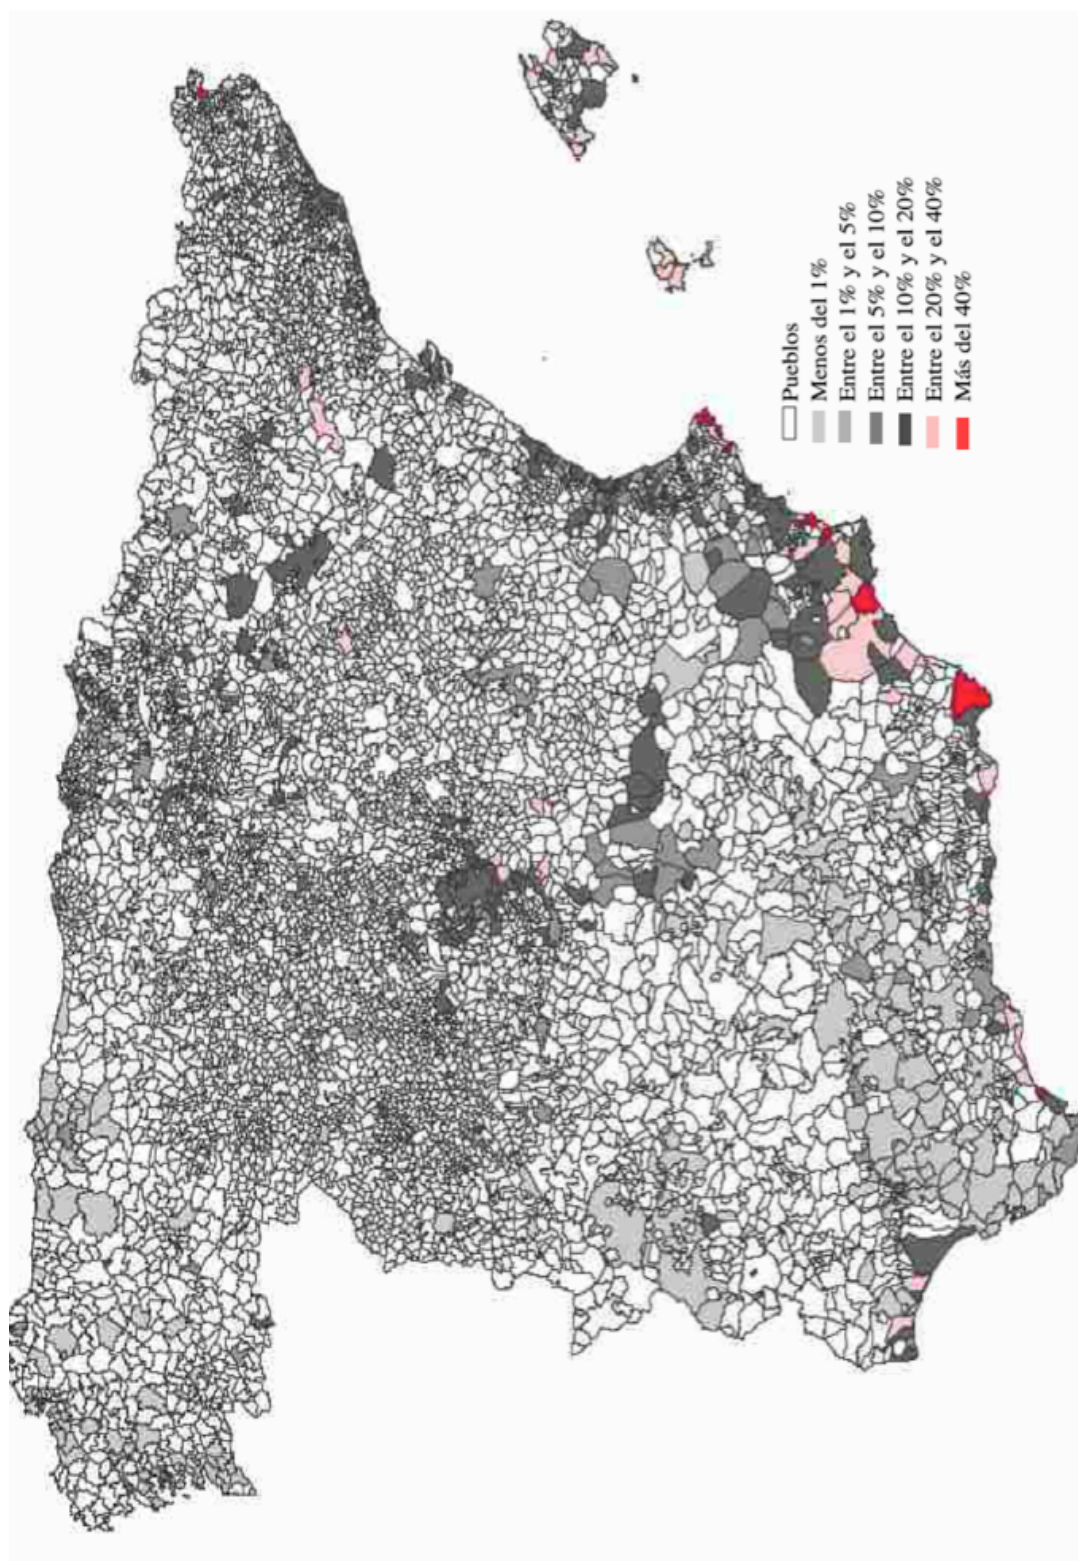 Pueblos
Menos del 1%
Entre el 1% y el 5%
Entre el 5% y el 10%
Entre el 10% y el 20%
Entre el 20% y el 40%
Más del 40%